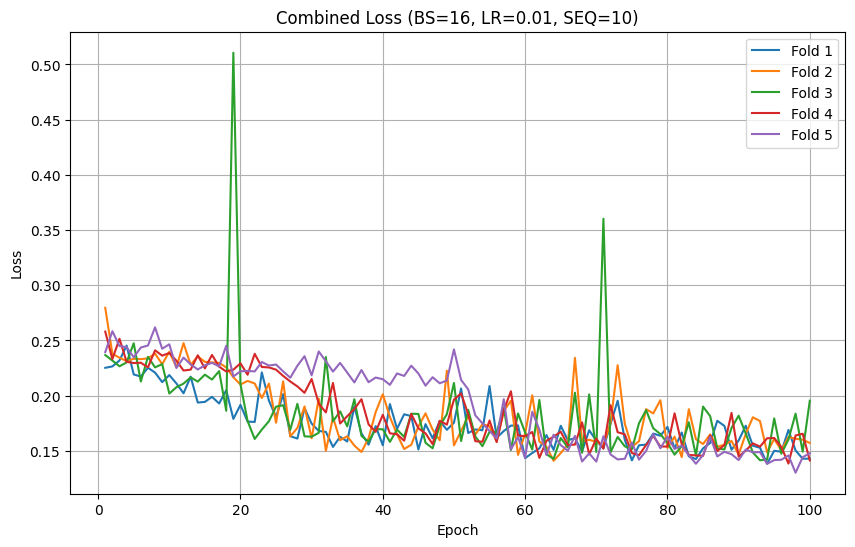 Combined Loss (BS=16, LR=0.01, SEQ=10)
Fold 1
Fold 2
Fold 3
Fold 4
Fold 5
Loss
0.50
0.45
0.40
0.35
0.30
0.25
0.20
0.15
0 20 40 60 80 100
Epoch